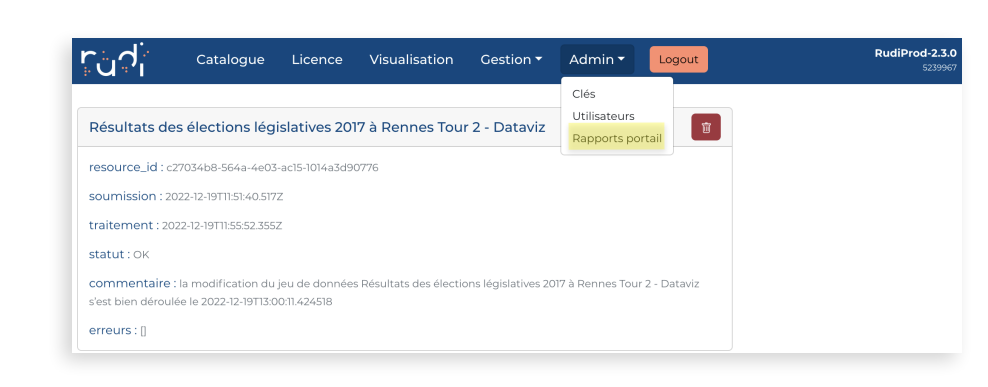 rudi
Catalogue Licence Visualisation Gestion Admin Logout
RudiProd-2.3.0
5239967
Clés
Utilisateurs
Rapports portail
Résultats des élections législatives 2017 à Rennes Tour 2 - Dataviz
resource_id : c27034b8-564a-4e03-ac15-1014a3d90776
soumission : 2022-12-19T11:51:40.517Z
traitement : 2022-12-19T11:55:52.355Z
statut : OK
commentaire : la modification du jeu de données Résultats des élections législatives 2017 à Rennes Tour 2 - Dataviz
s'est bien déroulée le 2022-12-19T13:00:11.424518
erreurs : []